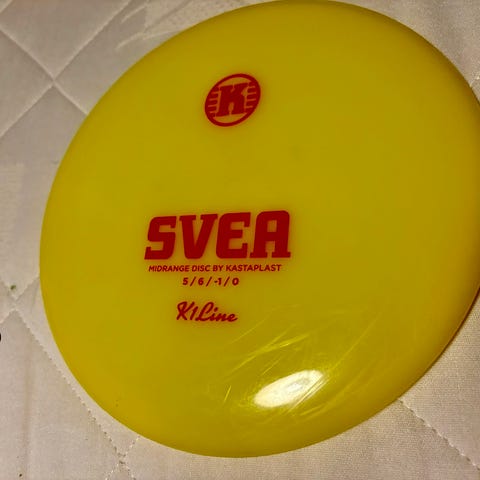 K
SVEA
MIDRANGE DISC BY KASTAPLAST
5 / 6 / -1 / 0
K1Line